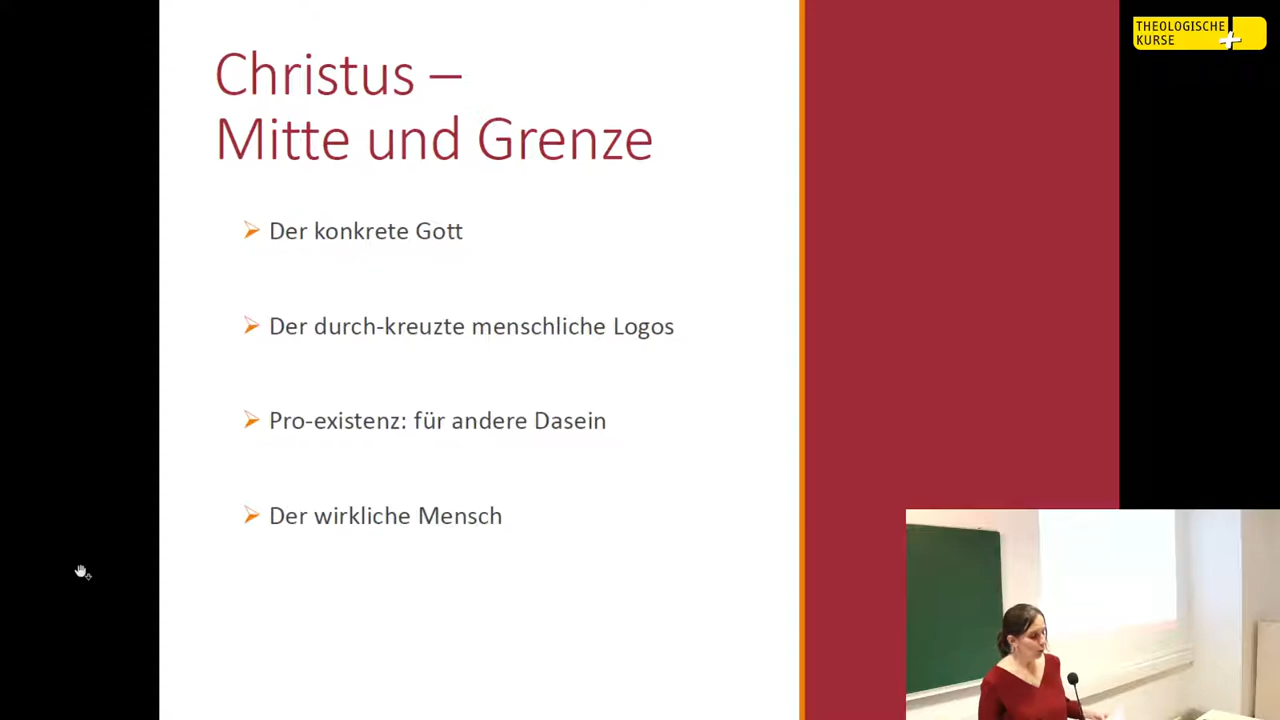 Christus –
Mitte und Grenze
Der konkrete Gott
Der durch-kreuzte menschliche Logos
Pro-existenz: für andere Dasein
Der wirkliche Mensch
THEOLOGISCHE
KURSE